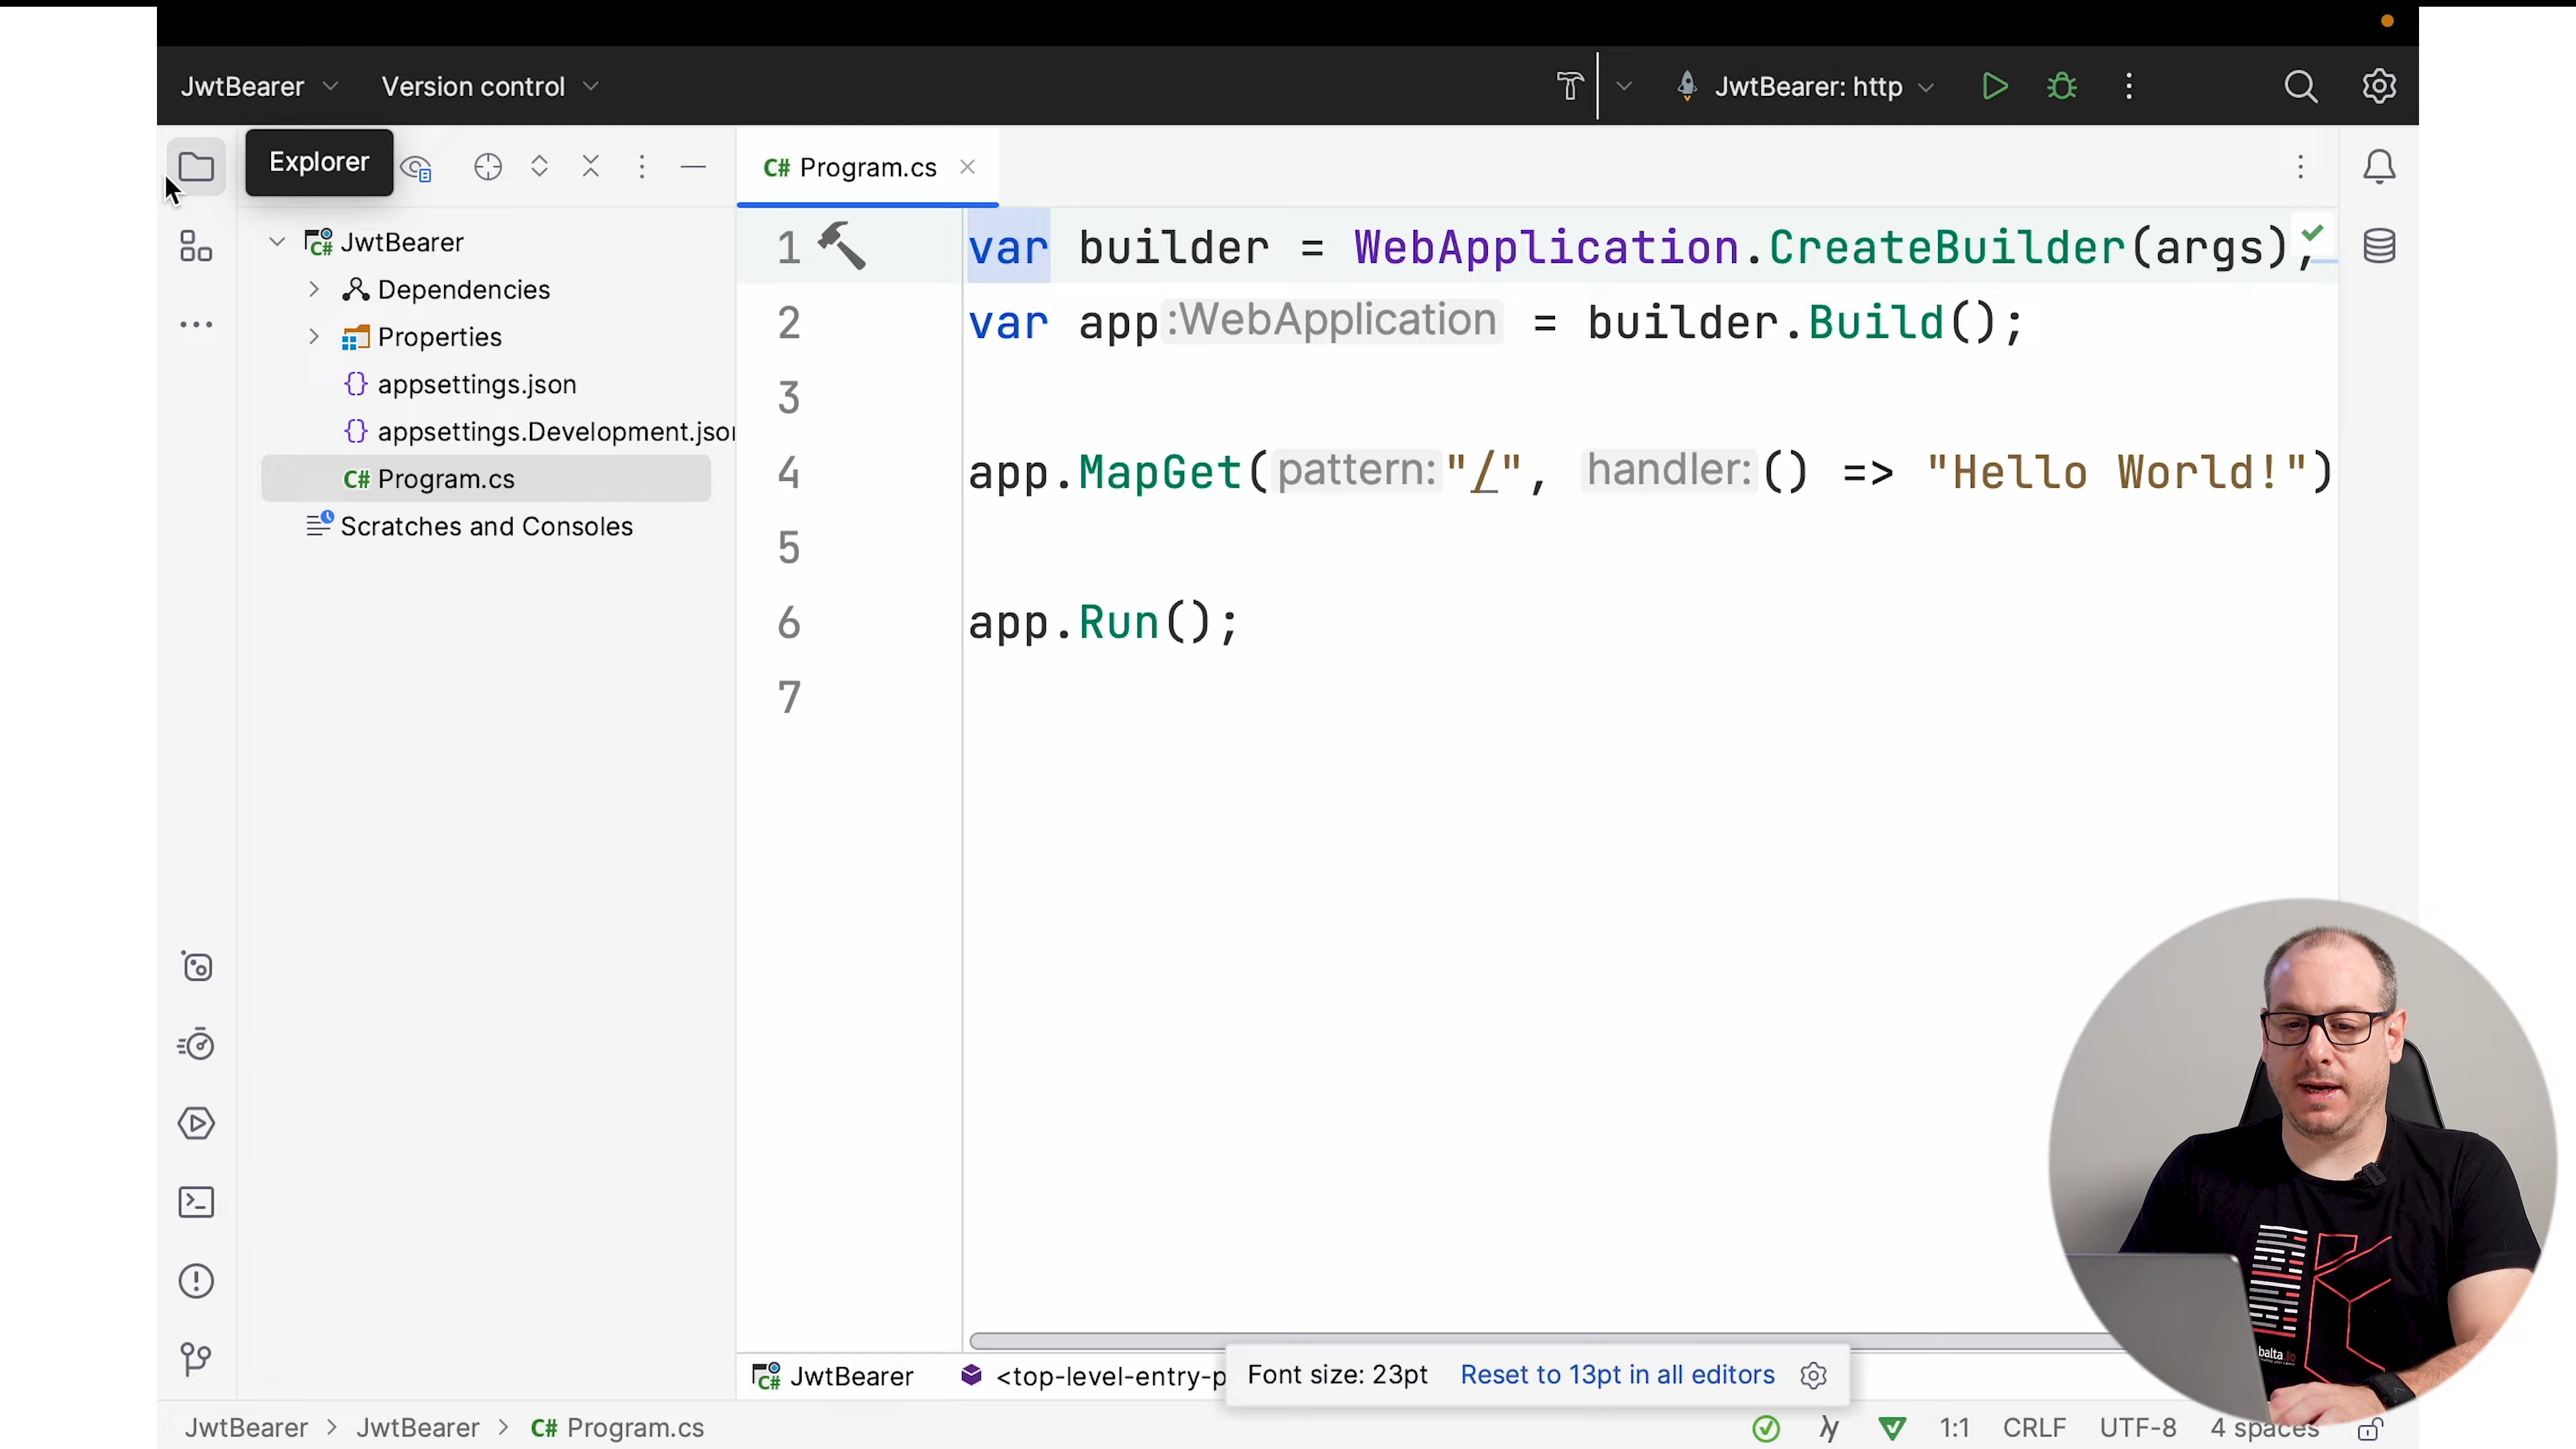 JwtBearer
Version control
JwtBearer: http
Explorer
C# Program.cs
JwtBearer
Dependencies
Properties
appsettings.json
appsettings.Development.json
C# Program.cs
Scratches and Consoles
1 var builder = WebApplication.CreateBuilder(args);
2 var app :WebApplication = builder.Build();
3
4 app.MapGet( pattern: "/", handler: () => "Hello World!")
5
6 app.Run();
7
JwtBearer
<top-level-entry-p
Font size: 23pt
Reset to 13pt in all editors
JwtBearer > JwtBearer > C# Program.cs
1:1 CRLF UTF-8 4 spaces
balta.io